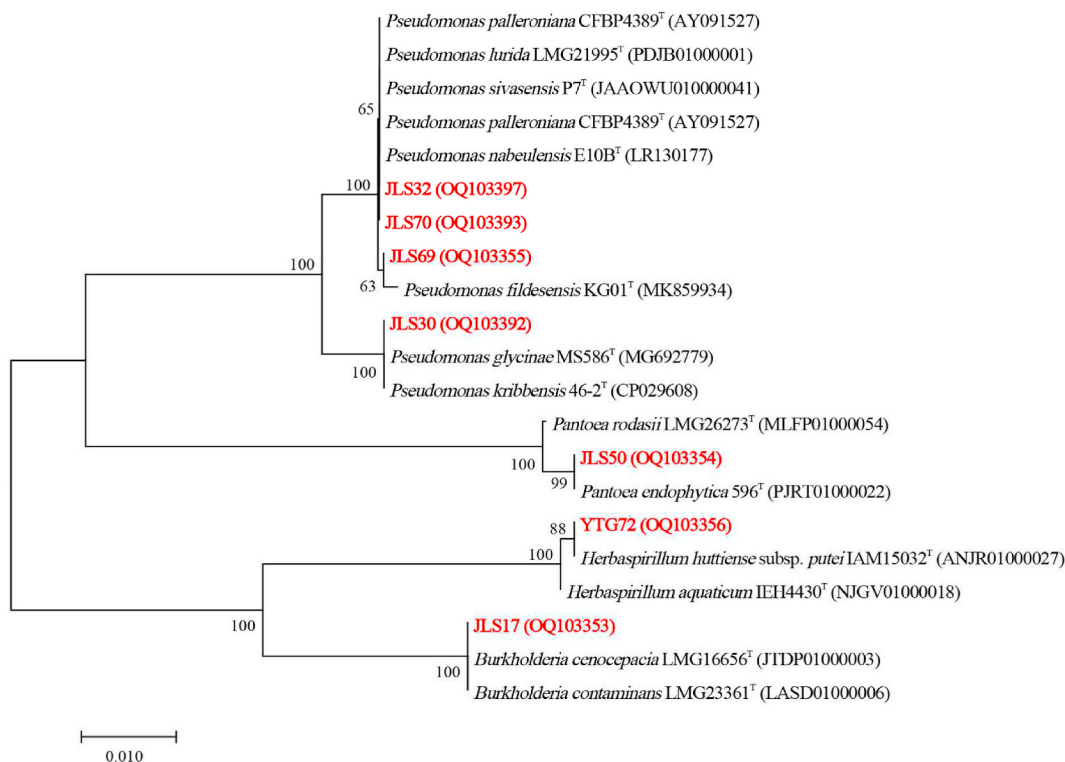 Pseudomonas palleroniana CFBP4389ᵀ (AY091527)
Pseudomonas lurida LMG21995ᵀ (PDJB01000001)
Pseudomonas sivasensis P7ᵀ (JAAOWU010000041)
65
Pseudomonas palleroniana CFBP4389ᵀ (AY091527)
Pseudomonas nabeulensis E10Bᵀ (LR130177)
100
JLS32 (OQ103397)
JLS70 (OQ103393)
JLS69 (OQ103355)
100
63
Pseudomonas fildesensis KG01ᵀ (MK859934)
JLS30 (OQ103392)
Pseudomonas glycinae MS586ᵀ (MG692779)
100
Pseudomonas kribbensis 46-2ᵀ (CP029608)
Pantoea rodasii LMG26273ᵀ (MLFP01000054)
100
JLS50 (OQ103354)
99
Pantoea endophytica 596ᵀ (PJRT01000022)
88
YTG72 (OQ103356)
100
Herbaspirillum huttiense subsp. putei IAM15032ᵀ (ANJR01000027)
Herbaspirillum aquaticum IEH4430ᵀ (NJGV01000018)
100
JLS17 (OQ103353)
Burkholderia cenocepacia LMG16656ᵀ (JTDP01000003)
100
Burkholderia contaminans LMG23361ᵀ (LASD01000006)
0.010